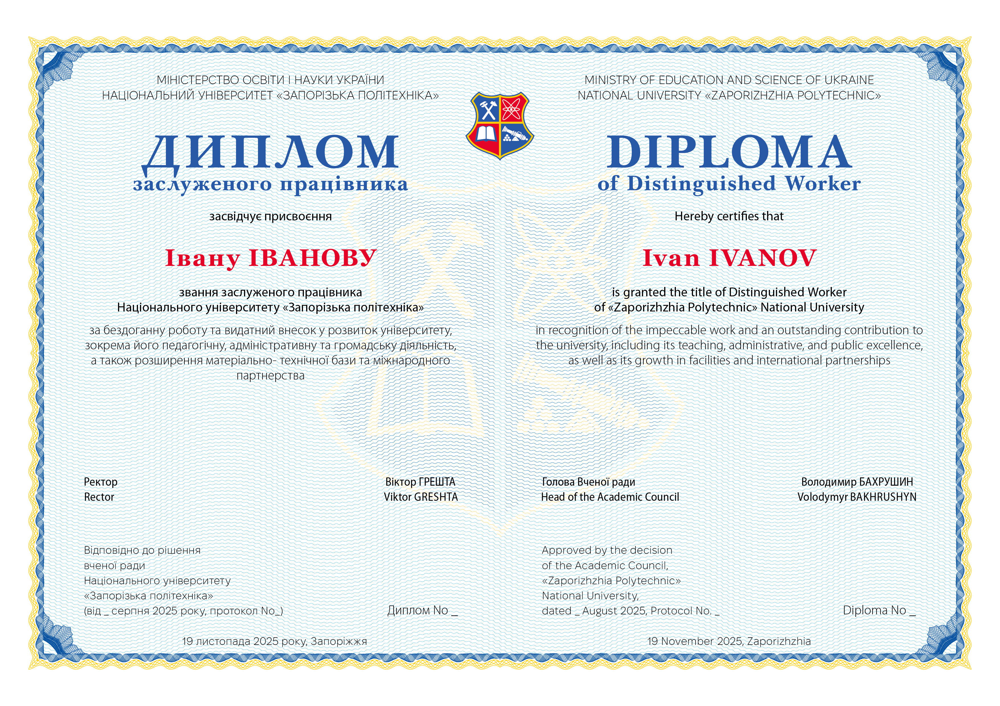 МІНІСТЕРСТВО ОСВІТИ І НАУКИ УКРАЇНИ
НАЦІОНАЛЬНИЙ УНІВЕРСИТЕТ «ЗАПОРІЗЬКА ПОЛІТЕХНІКА»
ДИПЛОМ
заслуженого працівника
засвідчує присвоєння
Івану ІВАНОВУ
звання заслуженого працівника
Національного університету «Запорізька політехніка»
за бездоганну роботу та видатний внесок у розвиток університету,
зокрема його педагогічну, адміністративну та громадську діяльність,
а також розширення матеріально- технічної бази та міжнародного
партнерства
Ректор
Rector
Віктор ГРЕШТА
Viktor GRESHTA
Відповідно до рішення
вченої ради
Національного університету
«Запорізька політехніка»
(від _ серпня 2025 року, протокол No_)
Диплом No _
19 листопада 2025 року, Запоріжжя
MINISTRY OF EDUCATION AND SCIENCE OF UKRAINE
NATIONAL UNIVERSITY «ZAPORIZHZHIA POLYTECHNIC»
DIPLOMA
of Distinguished Worker
Hereby certifies that
Ivan IVANOV
is granted the title of Distinguished Worker
of «Zaporizhzhia Polytechnic» National University
in recognition of the impeccable work and an outstanding contribution to
the university, including its teaching, administrative, and public excellence,
as well as its growth in facilities and international partnerships
Голова Вченої ради
Head of the Academic Council
Володимир БАХРУШИН
Volodymyr BAKHRUSHYN
Approved by the decision
of the Academic Council,
«Zaporizhzhia Polytechnic»
National University,
dated _ August 2025, Protocol No. _
Diploma No _
19 November 2025, Zaporizhzhia